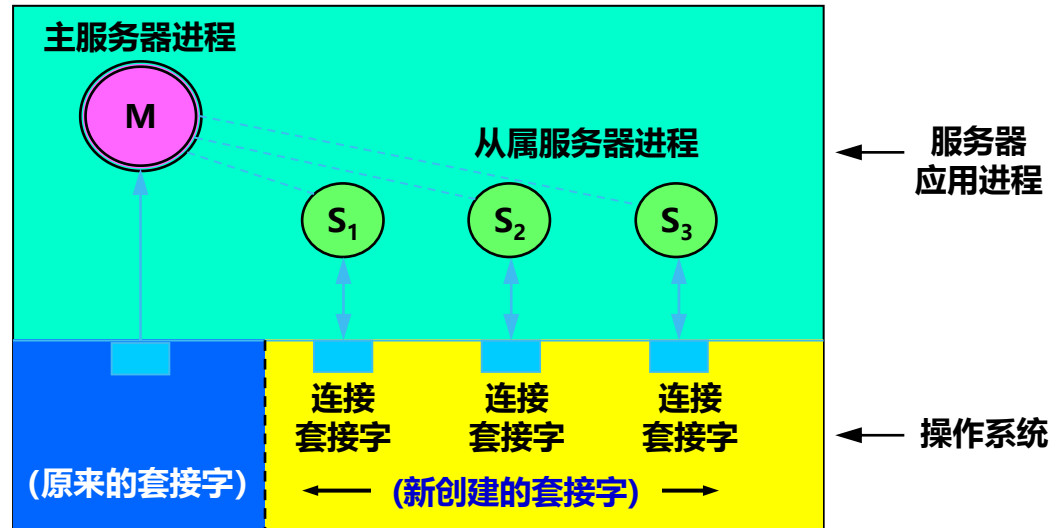 主服务器进程
M
从属服务器进程
服务器
应用进程
S₁
S₂
S₃
连接
套接字
连接
套接字
连接
套接字
操作系统
(原来的套接字)
(新创建的套接字)